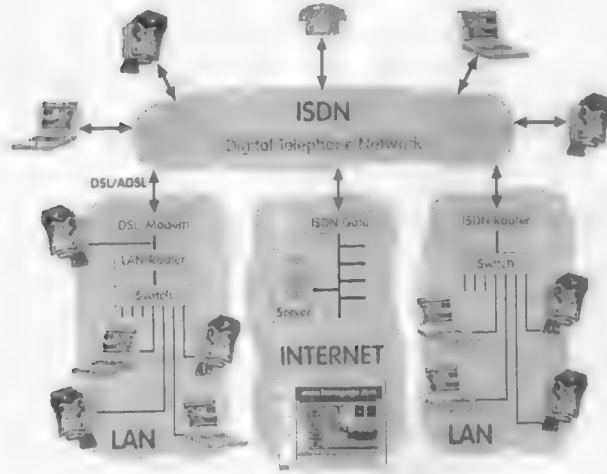 ISDN
Digital Telephone Network
DSL/ADSL
DSL Modem
LAN-Router
Switch
LAN
ISDN-Gate
Server
INTERNET
ISDN-Router
Switch
LAN